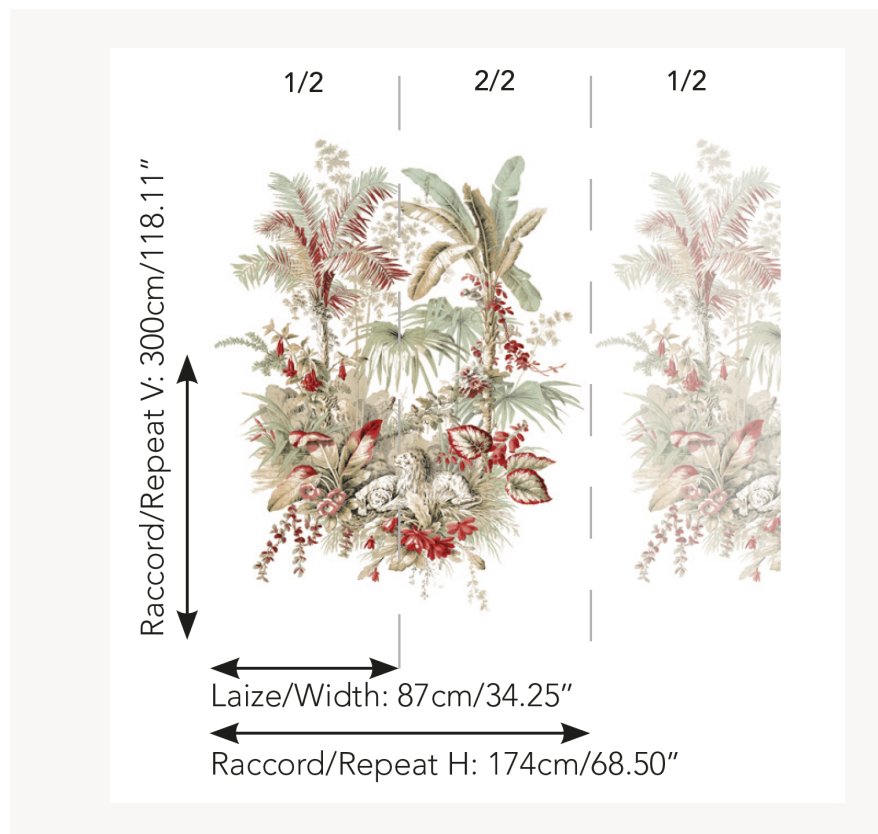 1/2
2/2
1/2
Raccord/Repeat V: 300cm/118.11”
Laize/Width: 87cm/34.25”
Raccord/Repeat H: 174cm/68.50”